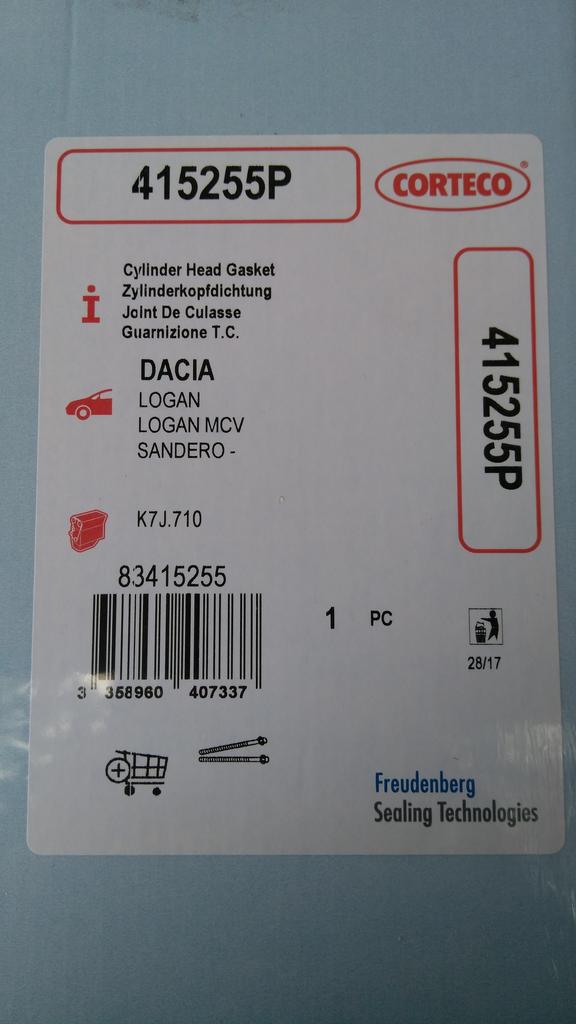 415255P
CORTECO®
Cylinder Head Gasket
Zylinderkopfdichtung
Joint De Culasse
Guarnizione T.C.
DACIA
LOGAN
LOGAN MCV
SANDERO -
415255P
K7J.710
83415255
1 PC
28/17
3 358960 407337
Freudenberg
Sealing Technologies